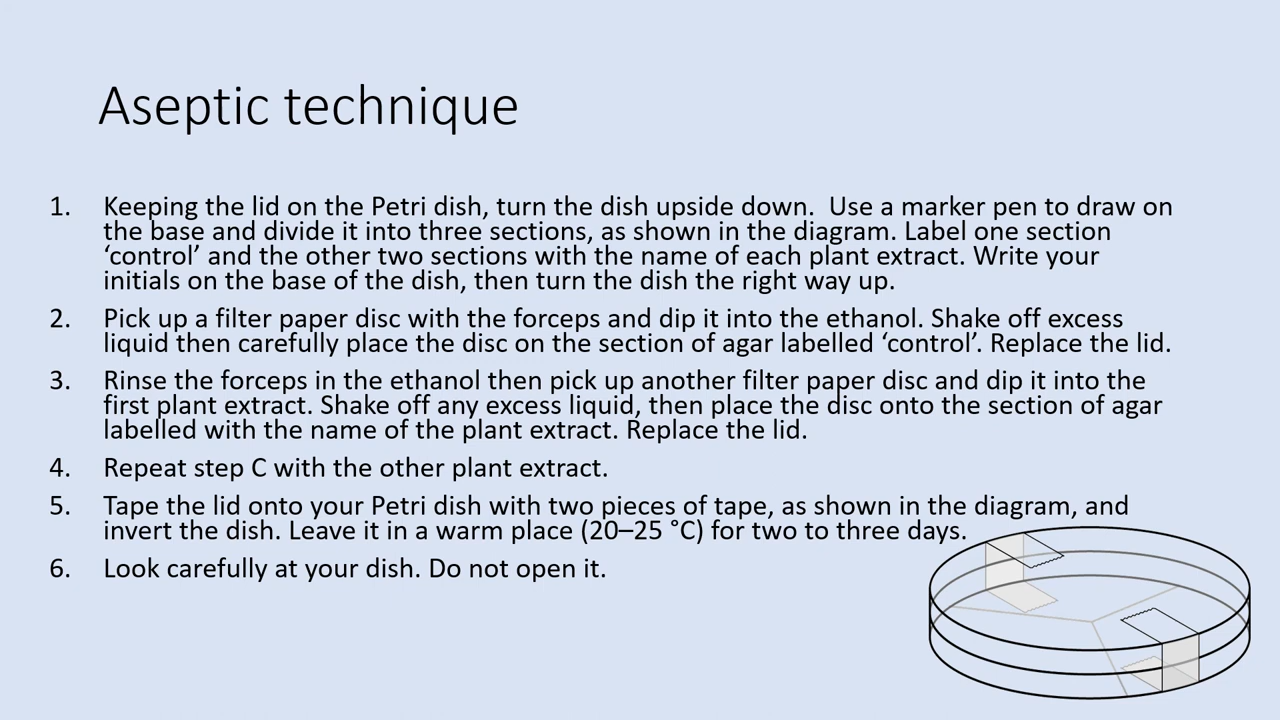 Aseptic technique
1. Keeping the lid on the Petri dish, turn the dish upside down.  Use a marker pen to draw on
the base and divide it into three sections, as shown in the diagram. Label one section
‘control’ and the other two sections with the name of each plant extract. Write your
initials on the base of the dish, then turn the dish the right way up.
2. Pick up a filter paper disc with the forceps and dip it into the ethanol. Shake off excess
liquid then carefully place the disc on the section of agar labelled ‘control’. Replace the lid.
3. Rinse the forceps in the ethanol then pick up another filter paper disc and dip it into the
first plant extract. Shake off any excess liquid, then place the disc onto the section of agar
labelled with the name of the plant extract. Replace the lid.
4. Repeat step C with the other plant extract.
5. Tape the lid onto your Petri dish with two pieces of tape, as shown in the diagram, and
invert the dish. Leave it in a warm place (20–25 °C) for two to three days.
6. Look carefully at your dish. Do not open it.